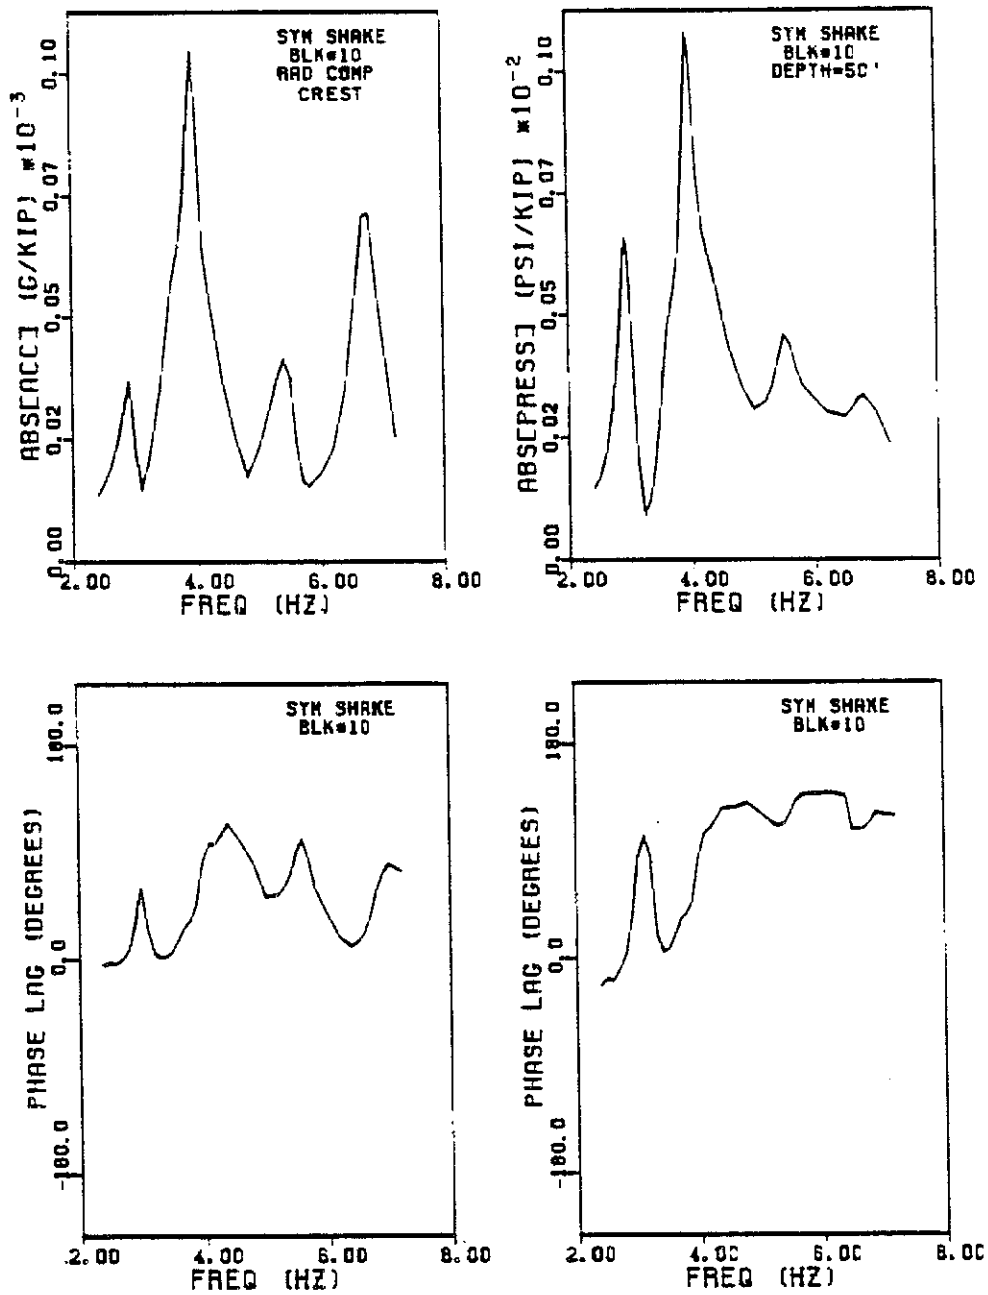 SYM SHAKE
BLK#10
RAD COMP
CREST
ABS[ACC] (G/KIP) *10-3
0.00
0.02
0.05
0.07
0.10
2.00 4.00 6.00 8.00
FREQ (HZ)
SYM SHAKE
BLK#10
DEPTH=50'
ABS[PRESS] (PSI/KIP) *10-2
0.00
0.02
0.05
0.07
0.10
2.00 4.00 6.00 8.00
FREQ (HZ)
SYM SHAKE
BLK#10
PHASE LAG (DEGREES)
-180.0
0.0
180.0
2.00 4.00 6.00 8.00
FREQ (HZ)
SYM SHAKE
BLK#10
PHASE LAG (DEGREES)
-180.0
0.0
180.0
2.00 4.00 6.00 8.00
FREQ (HZ)